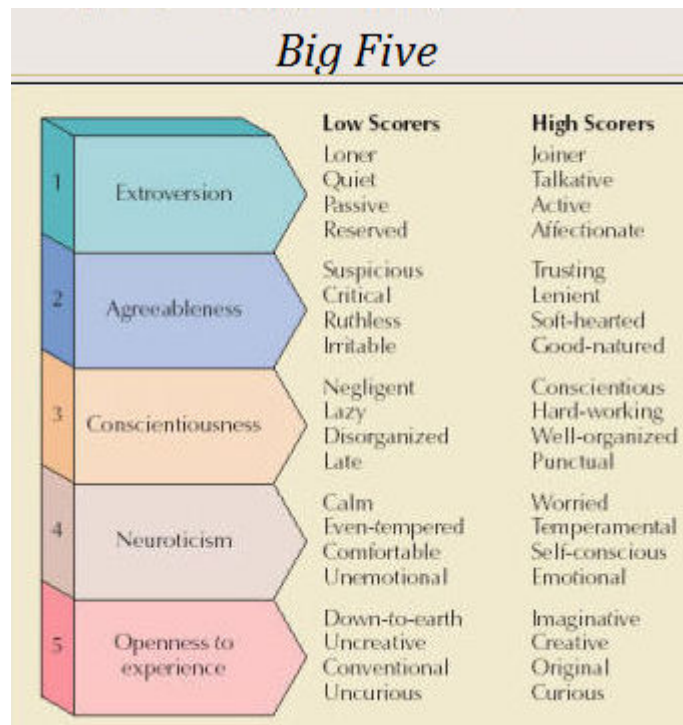 Big Five
Low Scorers High Scorers
1 Extroversion
Loner Joiner
Quiet Talkative
Passive Active
Reserved Affectionate
2 Agreeableness
Suspicious Trusting
Critical Lenient
Ruthless Soft-hearted
Irritable Good-natured
3 Conscientiousness
Negligent Conscientious
Lazy Hard-working
Disorganized Well-organized
Late Punctual
4 Neuroticism
Calm Worried
Even-tempered Temperamental
Comfortable Self-conscious
Unemotional Emotional
5 Openness to
experience
Down-to-earth Imaginative
Uncreative Creative
Conventional Original
Uncurious Curious